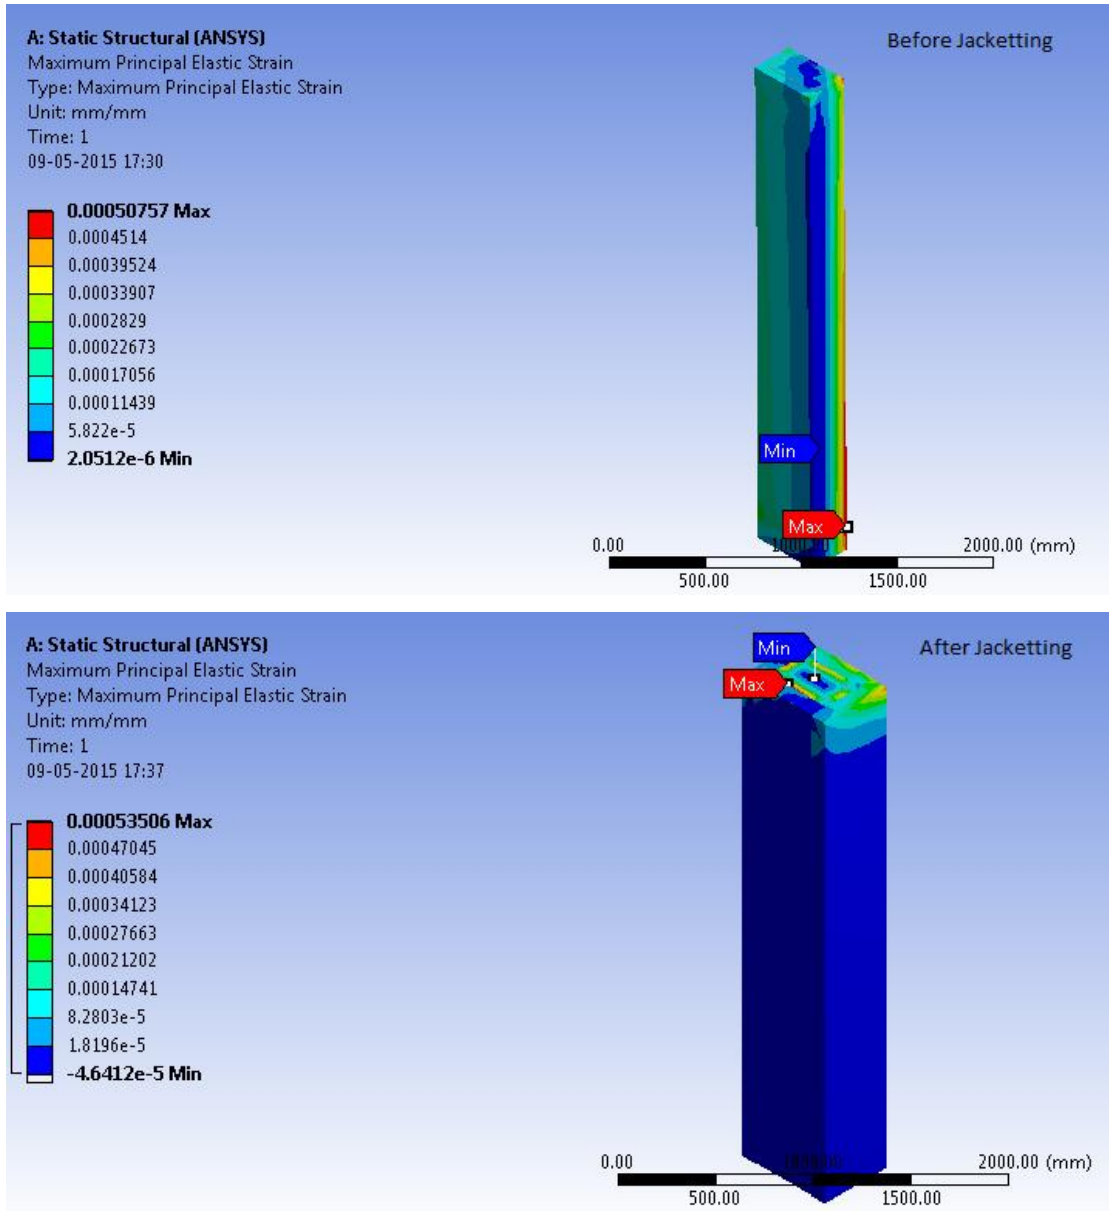 A: Static Structural (ANSYS)
Before Jacketting
Maximum Principal Elastic Strain
Type: Maximum Principal Elastic Strain
Unit: mm/mm
Time: 1
09-05-2015 17:30
0.00050757 Max
0.0004514
0.00039524
0.00033907
0.0002829
0.00022673
0.00017056
0.00011439
5.822e-5
2.0512e-6 Min
Min
Max
0.00
2000.00 (mm)
500.00
1500.00
A: Static Structural (ANSYS)
After Jacketting
Maximum Principal Elastic Strain
Type: Maximum Principal Elastic Strain
Unit: mm/mm
Time: 1
09-05-2015 17:37
Min
Max
0.00053506 Max
0.00047045
0.00040584
0.00034123
0.00027663
0.00021202
0.00014741
8.2803e-5
1.8196e-5
-4.6412e-5 Min
0.00
2000.00 (mm)
500.00
1500.00